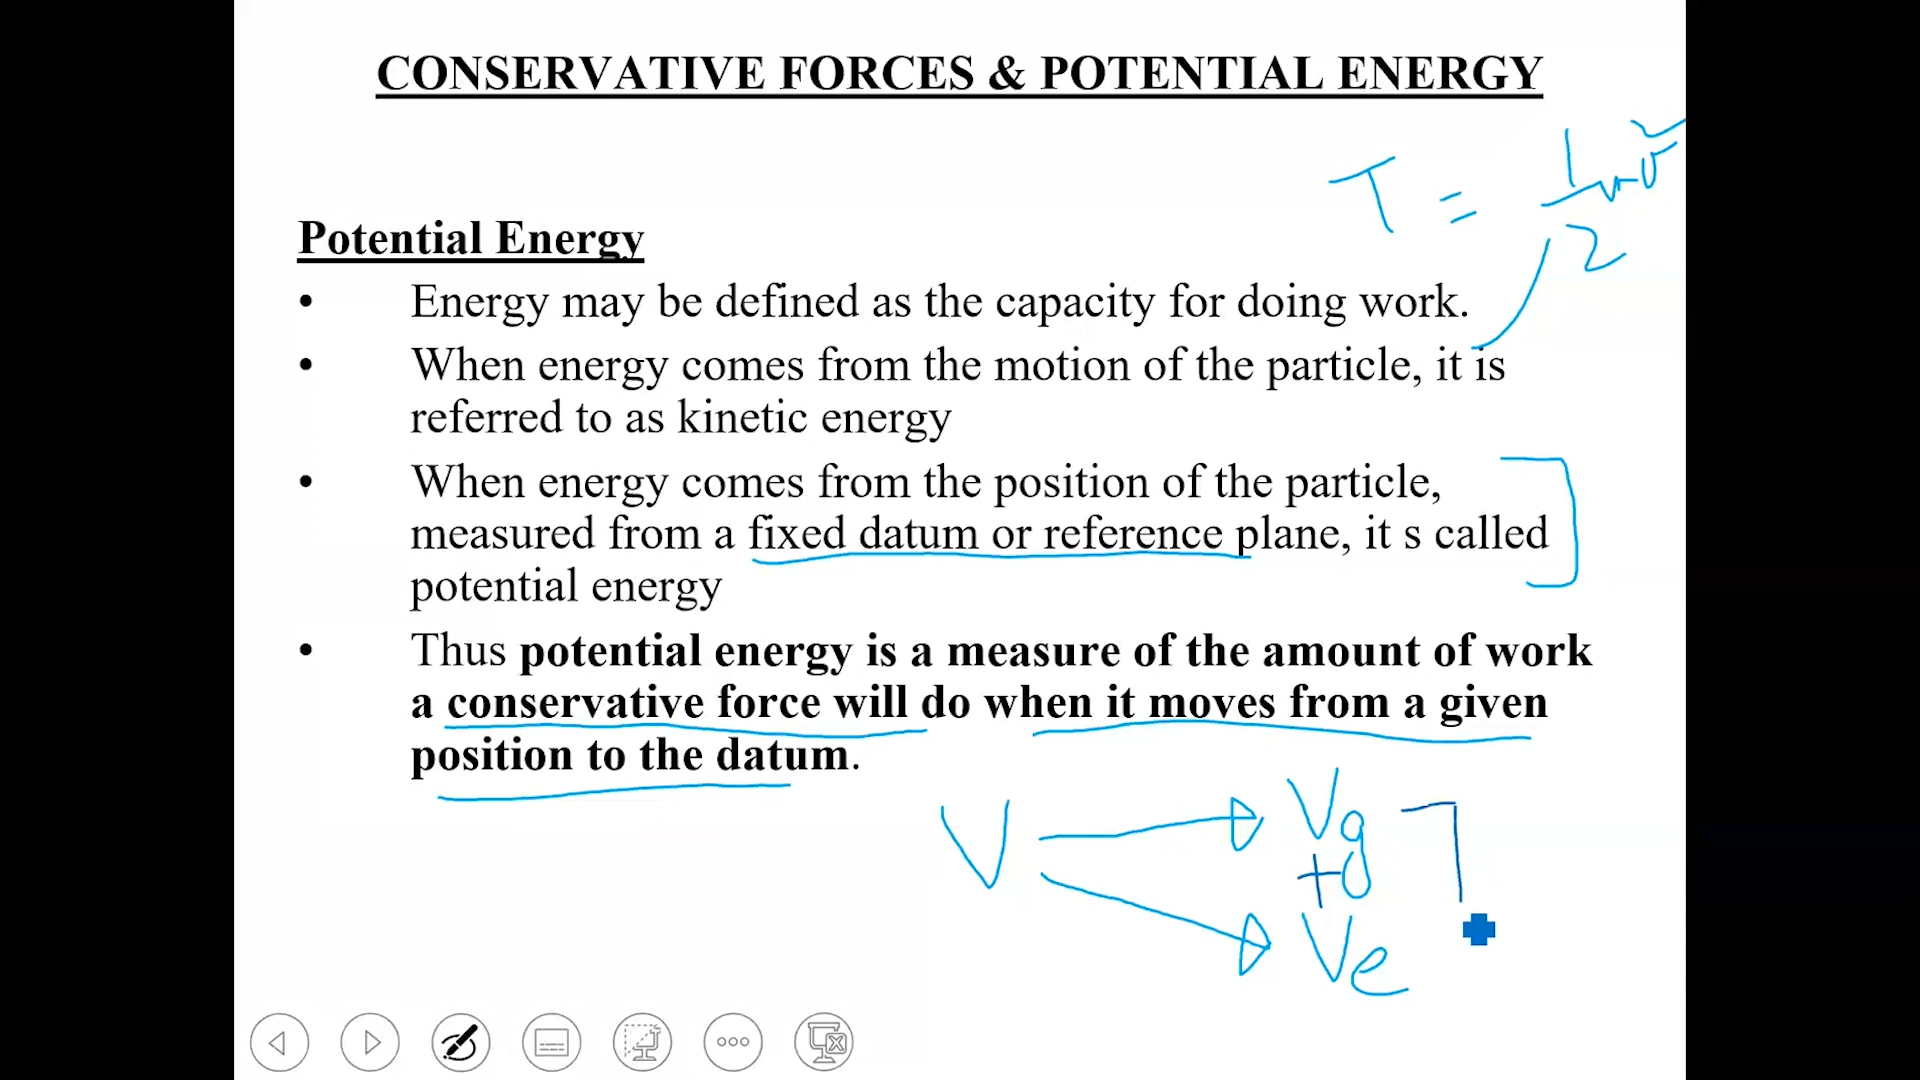 CONSERVATIVE FORCES & POTENTIAL ENERGY
T = 1/2 mv²
Potential Energy
• Energy may be defined as the capacity for doing work.
• When energy comes from the motion of the particle, it is
referred to as kinetic energy
• When energy comes from the position of the particle,
measured from a fixed datum or reference plane, it s called
potential energy
• Thus potential energy is a measure of the amount of work
a conservative force will do when it moves from a given
position to the datum.
V Vg
+
Ve